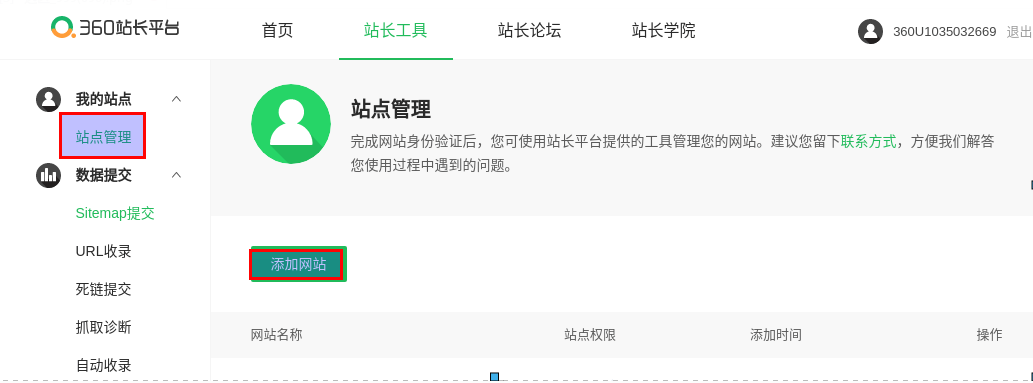 360站长平台
首页
站长工具
站长论坛
站长学院
360U1035032669
退出
我的站点
站点管理
数据提交
Sitemap提交
URL收录
死链提交
抓取诊断
自动收录
站点管理
完成网站身份验证后，您可使用站长平台提供的工具管理您的网站。建议您留下联系方式，方便我们解答
您使用过程中遇到的问题。
添加网站
网站名称
站点权限
添加时间
操作